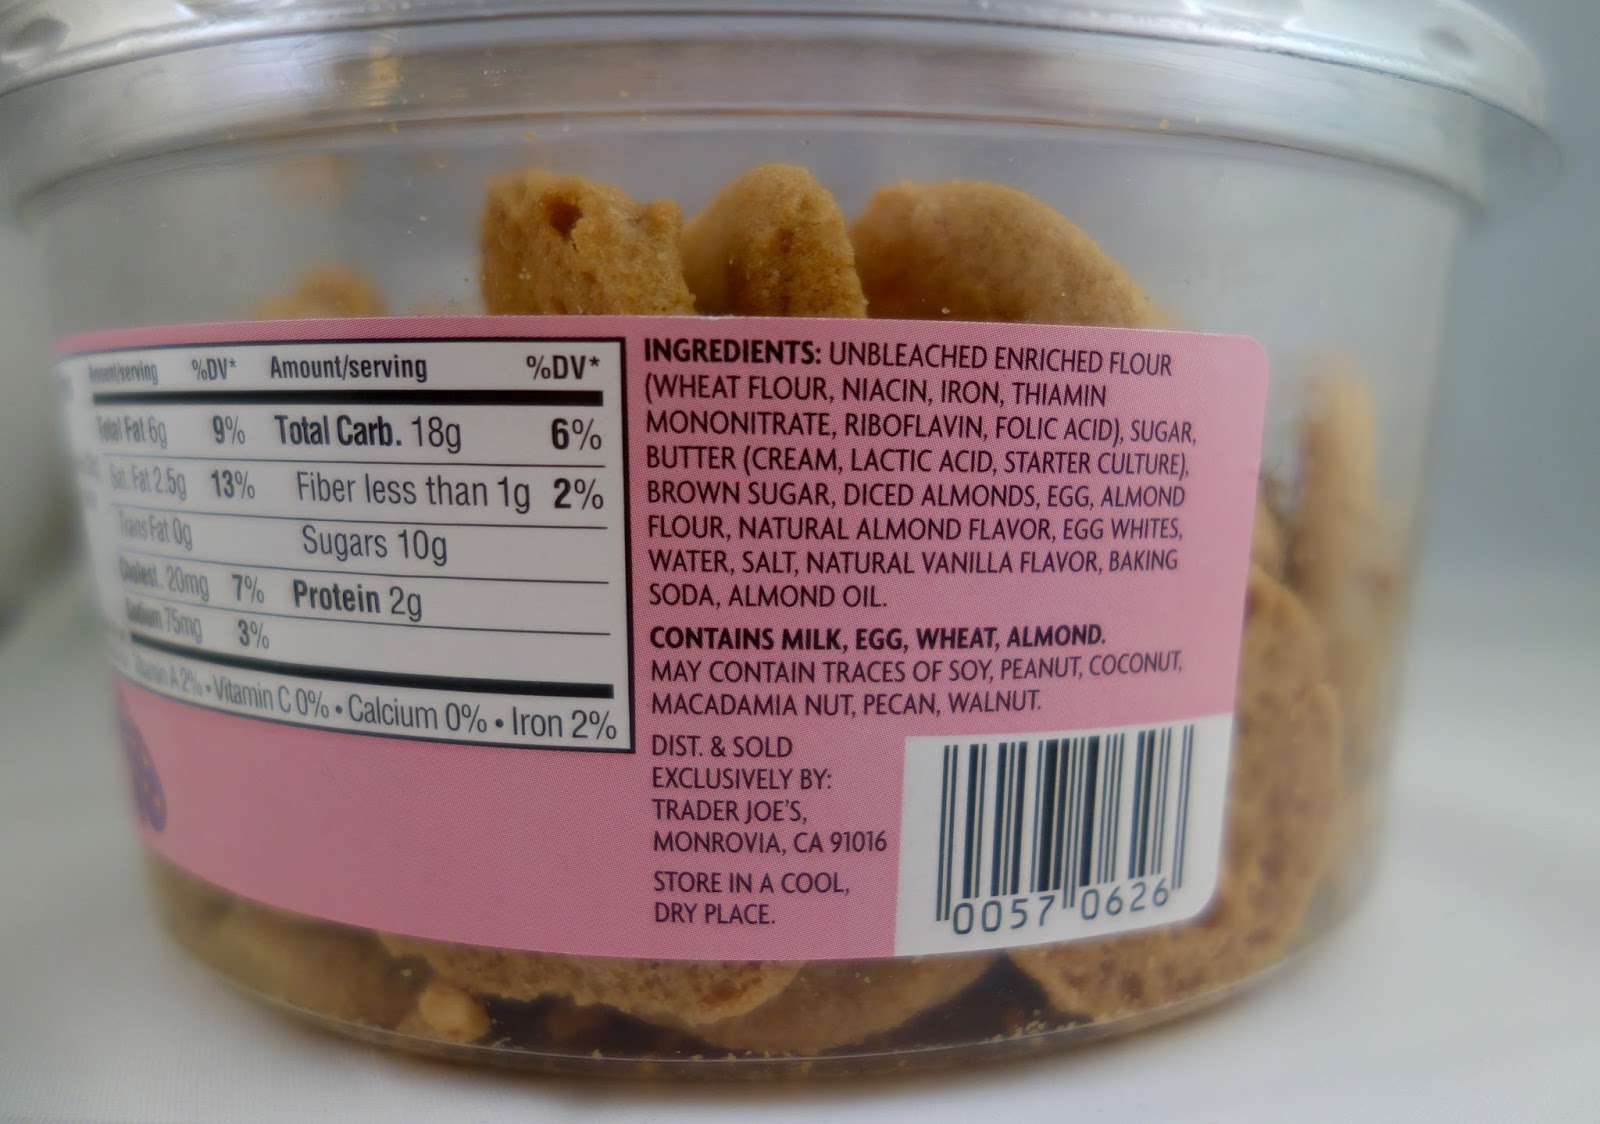 Amount/serving %DV* Amount/serving %DV*
Total Fat 6g 9% Total Carb. 18g 6%
Sat. Fat 2.5g 13% Fiber less than 1g 2%
Trans Fat 0g Sugars 10g
Cholest. 20mg 7% Protein 2g
Sodium 75mg 3%
Vitamin A 2% • Vitamin C 0% • Calcium 0% • Iron 2%
INGREDIENTS: UNBLEACHED ENRICHED FLOUR
(WHEAT FLOUR, NIACIN, IRON, THIAMIN
MONONITRATE, RIBOFLAVIN, FOLIC ACID), SUGAR,
BUTTER (CREAM, LACTIC ACID, STARTER CULTURE),
BROWN SUGAR, DICED ALMONDS, EGG, ALMOND
FLOUR, NATURAL ALMOND FLAVOR, EGG WHITES,
WATER, SALT, NATURAL VANILLA FLAVOR, BAKING
SODA, ALMOND OIL.
CONTAINS MILK, EGG, WHEAT, ALMOND.
MAY CONTAIN TRACES OF SOY, PEANUT, COCONUT,
MACADAMIA NUT, PECAN, WALNUT.
DIST. & SOLD
EXCLUSIVELY BY:
TRADER JOE'S,
MONROVIA, CA 91016
STORE IN A COOL,
DRY PLACE.
0057 0626